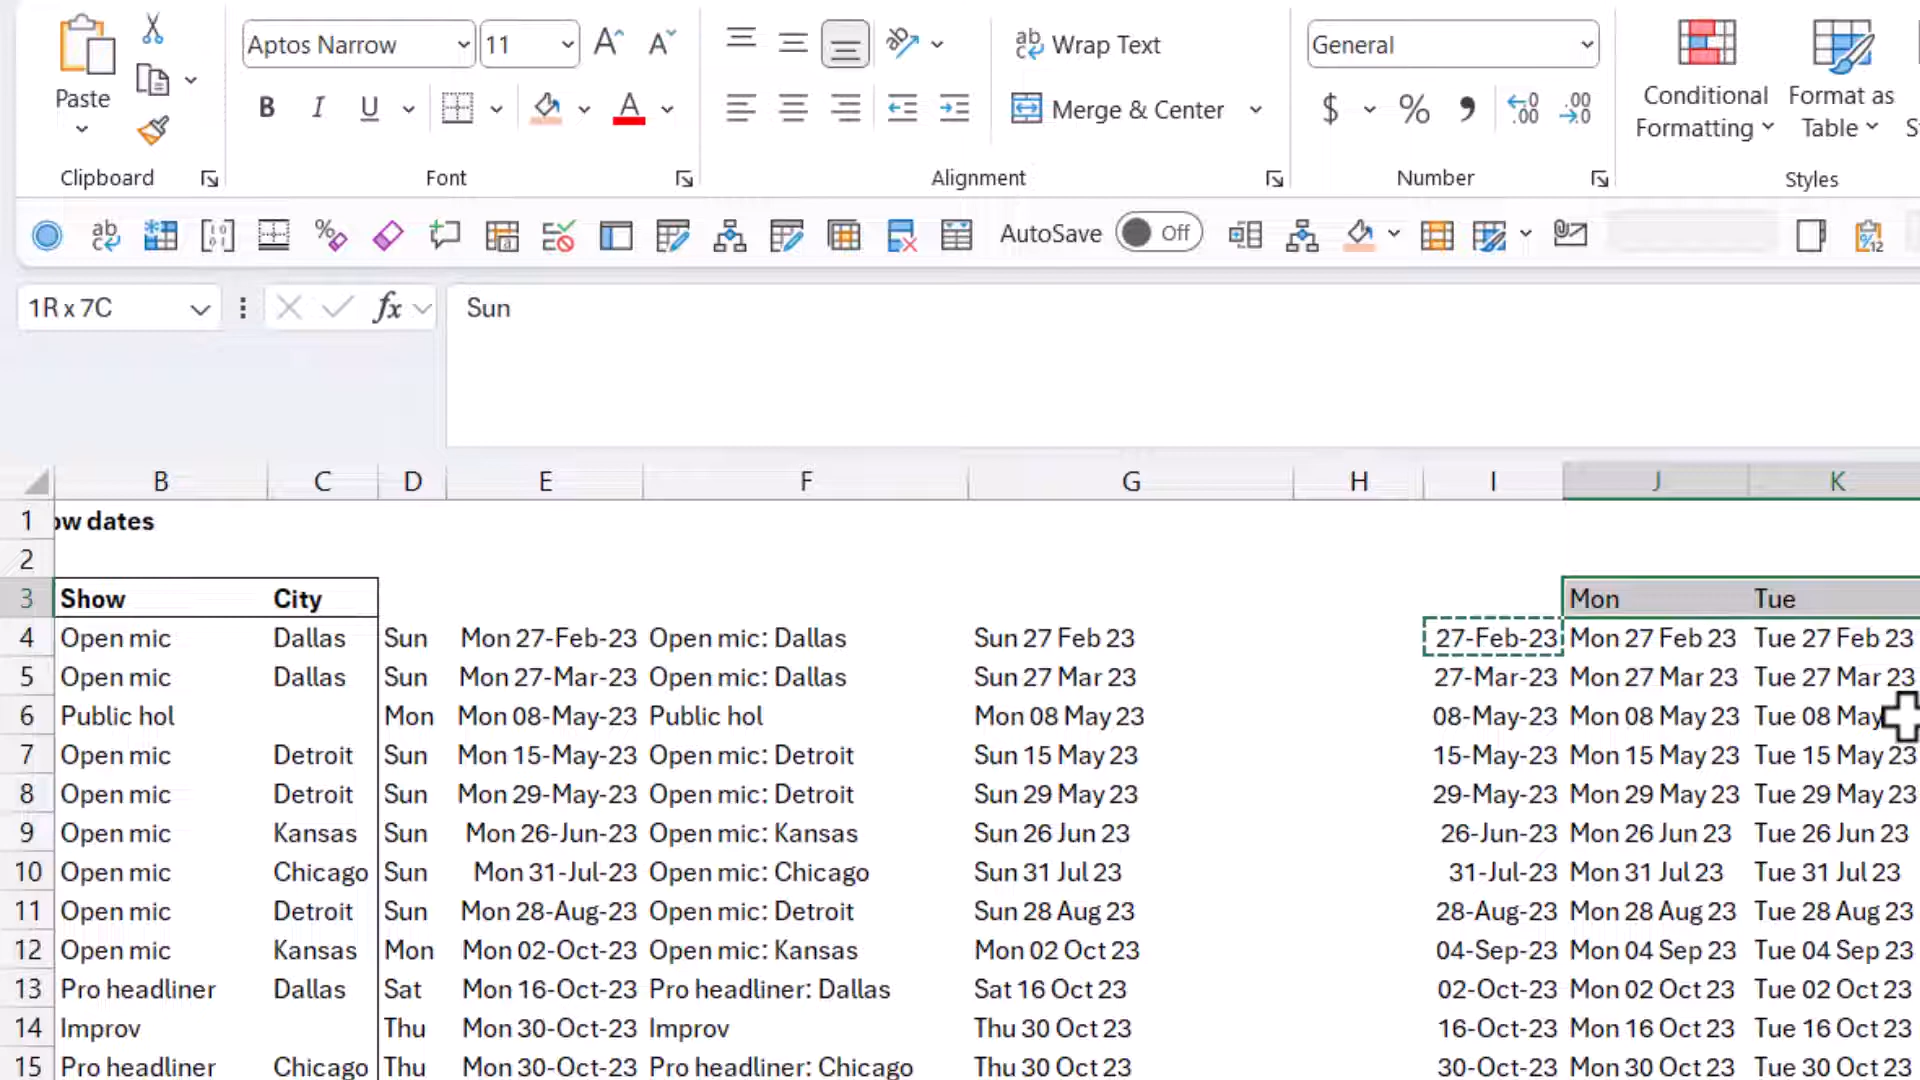 Aptos Narrow 11 Wrap Text General
Paste B I U A Merge & Center $ % Conditional Formatting Format as Table
Clipboard Font Alignment Number Styles
AutoSave Off
1R x 7C fx Sun
B C D E F G H I J K
1 ow dates
2
3 Show City Mon Tue
4 Open mic Dallas Sun Mon 27-Feb-23 Open mic: Dallas Sun 27 Feb 23 27-Feb-23 Mon 27 Feb 23 Tue 27 Feb 23
5 Open mic Dallas Sun Mon 27-Mar-23 Open mic: Dallas Sun 27 Mar 23 27-Mar-23 Mon 27 Mar 23 Tue 27 Mar 23
6 Public hol Mon Mon 08-May-23 Public hol Mon 08 May 23 08-May-23 Mon 08 May 23 Tue 08 May
7 Open mic Detroit Sun Mon 15-May-23 Open mic: Detroit Sun 15 May 23 15-May-23 Mon 15 May 23 Tue 15 May 23
8 Open mic Detroit Sun Mon 29-May-23 Open mic: Detroit Sun 29 May 23 29-May-23 Mon 29 May 23 Tue 29 May 23
9 Open mic Kansas Sun Mon 26-Jun-23 Open mic: Kansas Sun 26 Jun 23 26-Jun-23 Mon 26 Jun 23 Tue 26 Jun 23
10 Open mic Chicago Sun Mon 31-Jul-23 Open mic: Chicago Sun 31 Jul 23 31-Jul-23 Mon 31 Jul 23 Tue 31 Jul 23
11 Open mic Detroit Sun Mon 28-Aug-23 Open mic: Detroit Sun 28 Aug 23 28-Aug-23 Mon 28 Aug 23 Tue 28 Aug 23
12 Open mic Kansas Mon Mon 02-Oct-23 Open mic: Kansas Mon 02 Oct 23 04-Sep-23 Mon 04 Sep 23 Tue 04 Sep 23
13 Pro headliner Dallas Sat Mon 16-Oct-23 Pro headliner: Dallas Sat 16 Oct 23 02-Oct-23 Mon 02 Oct 23 Tue 02 Oct 23
14 Improv Thu Mon 30-Oct-23 Improv Thu 30 Oct 23 16-Oct-23 Mon 16 Oct 23 Tue 16 Oct 23
15 Pro headliner Chicago Thu Mon 30-Oct-23 Pro headliner: Chicago Thu 30 Oct 23 30-Oct-23 Mon 30 Oct 23 Tue 30 Oct 23